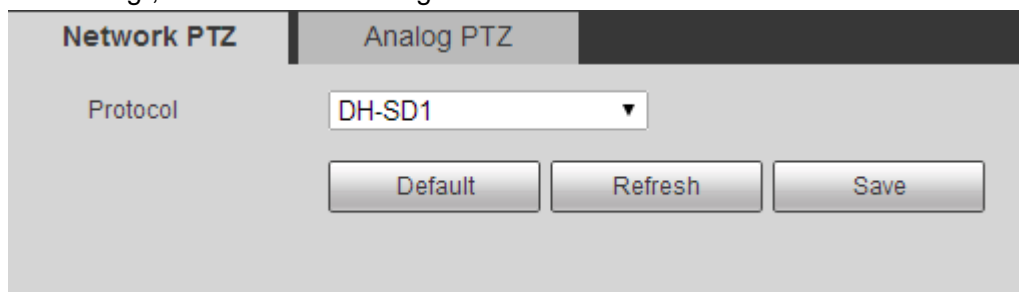 Network PTZ Analog PTZ
Protocol DH-SD1
Default Refresh Save